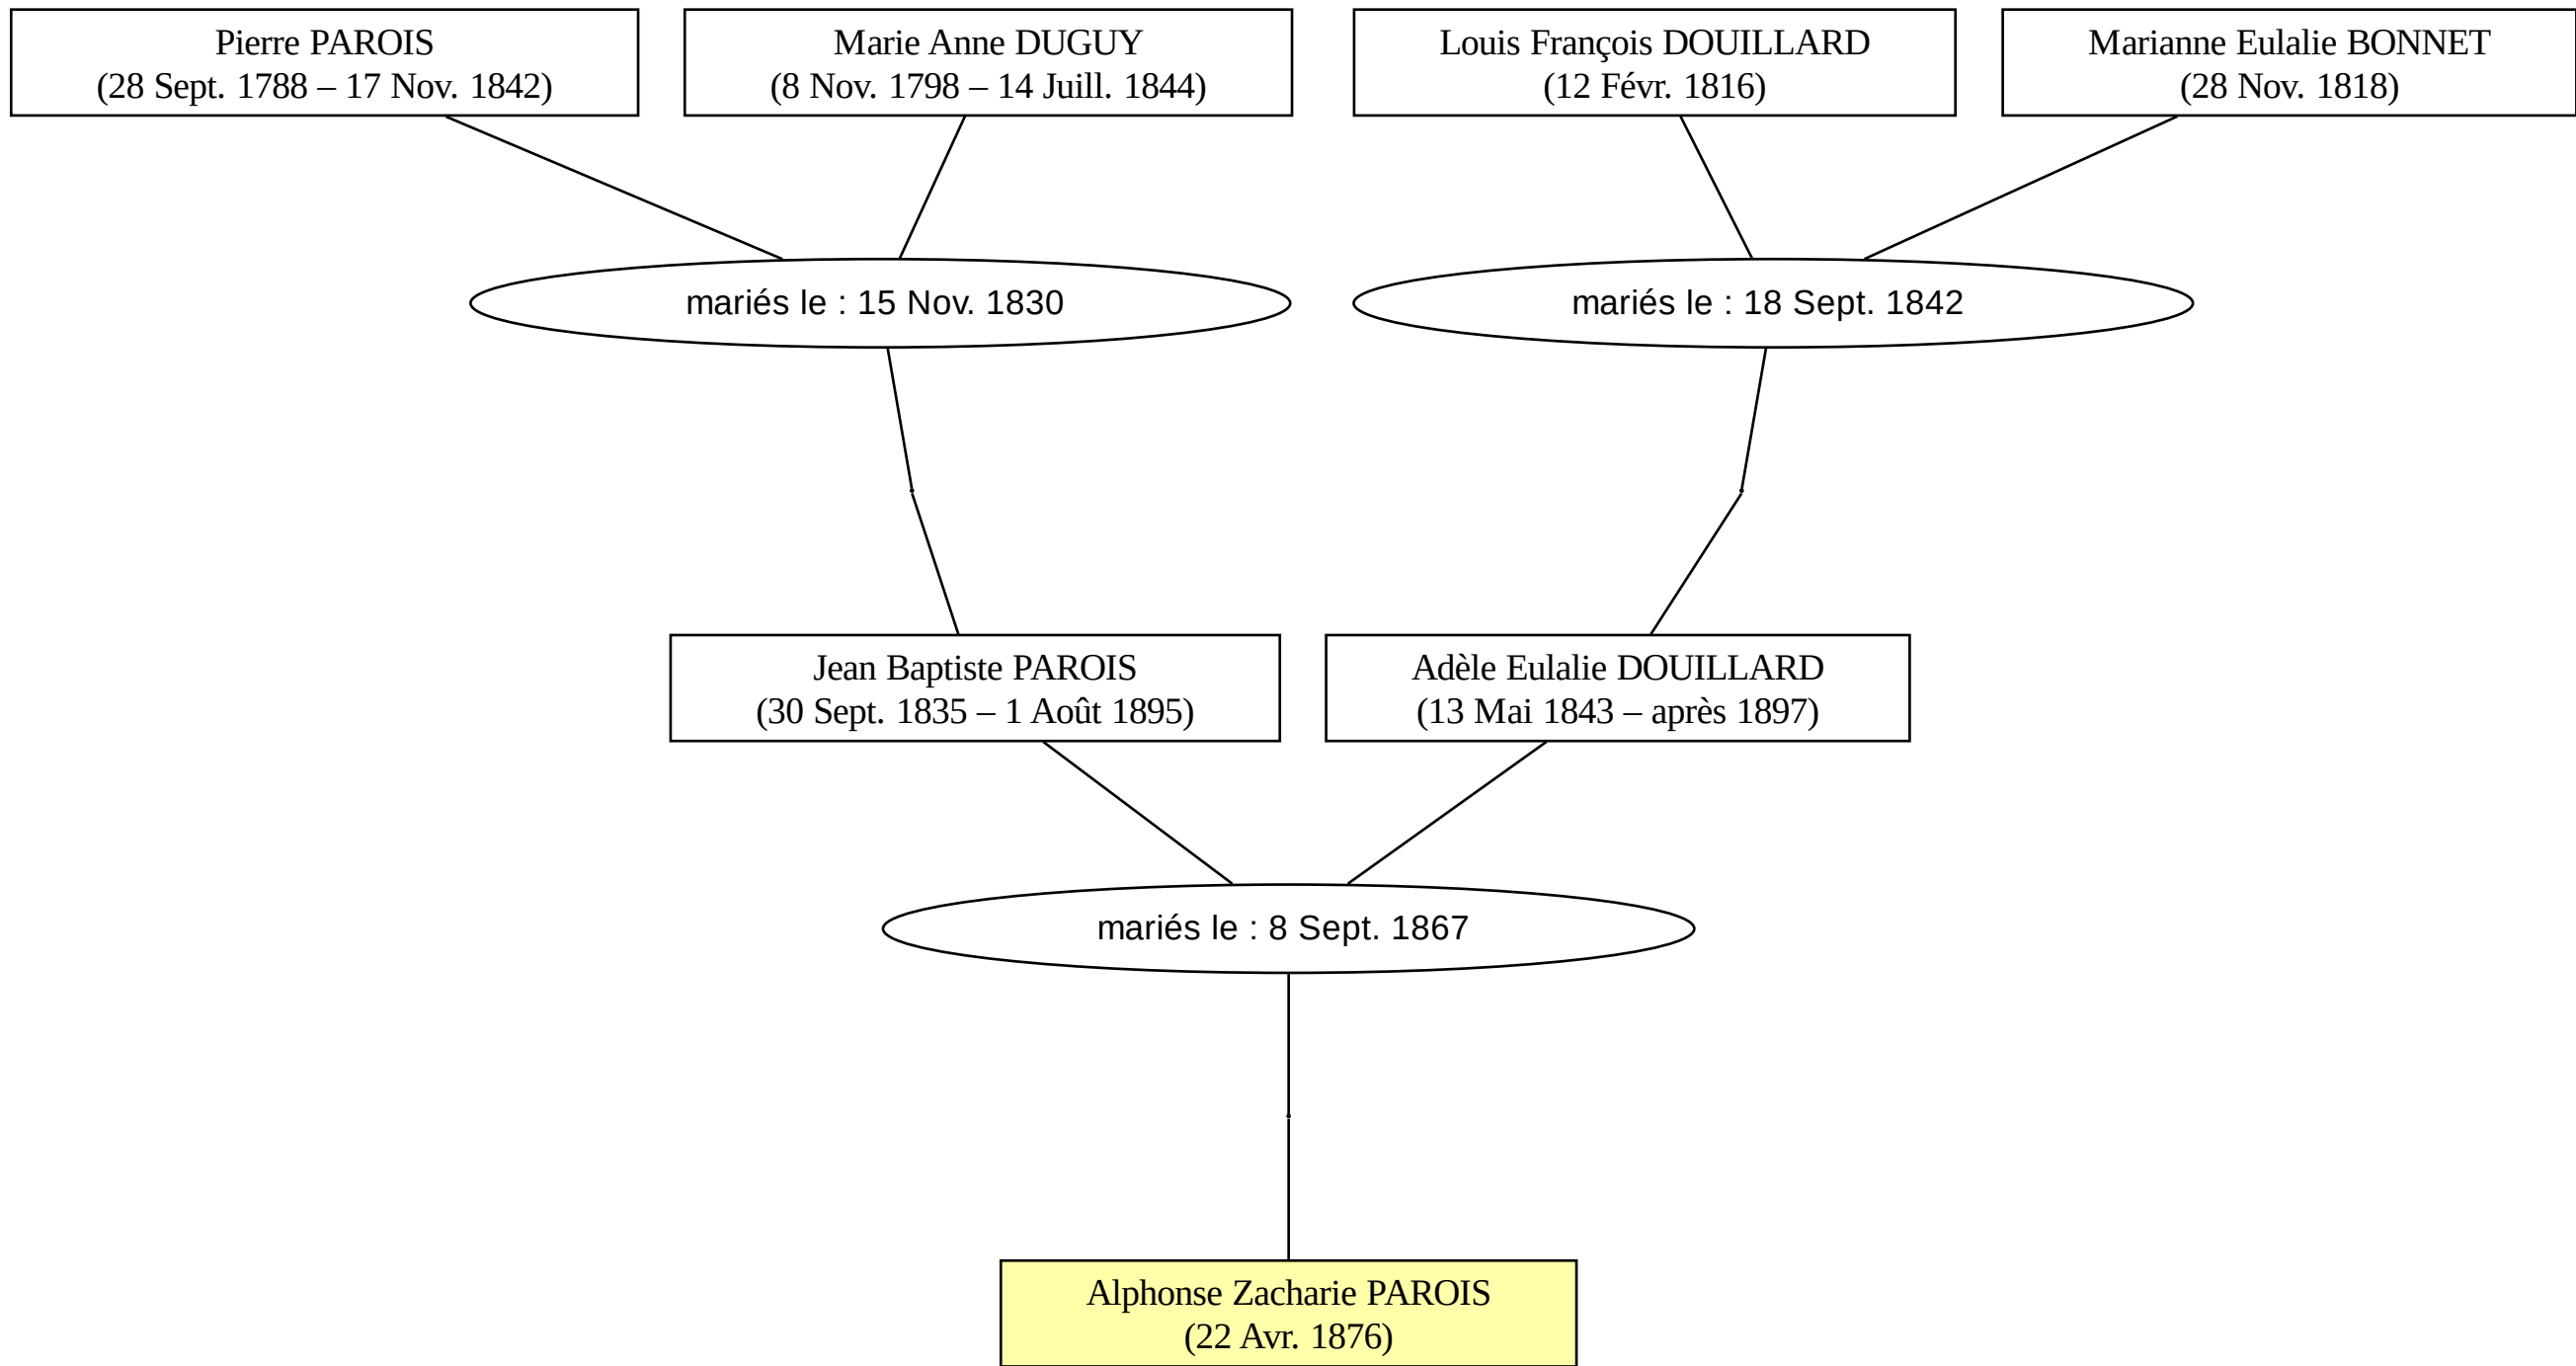 Pierre PAROIS
(28 Sept. 1788 – 17 Nov. 1842)
Marie Anne DUGUY
(8 Nov. 1798 – 14 Juill. 1844)
Louis François DOUILLARD
(12 Févr. 1816)
Marianne Eulalie BONNET
(28 Nov. 1818)
mariés le : 15 Nov. 1830
mariés le : 18 Sept. 1842
Jean Baptiste PAROIS
(30 Sept. 1835 – 1 Août 1895)
Adèle Eulalie DOUILLARD
(13 Mai 1843 – après 1897)
mariés le : 8 Sept. 1867
Alphonse Zacharie PAROIS
(22 Avr. 1876)